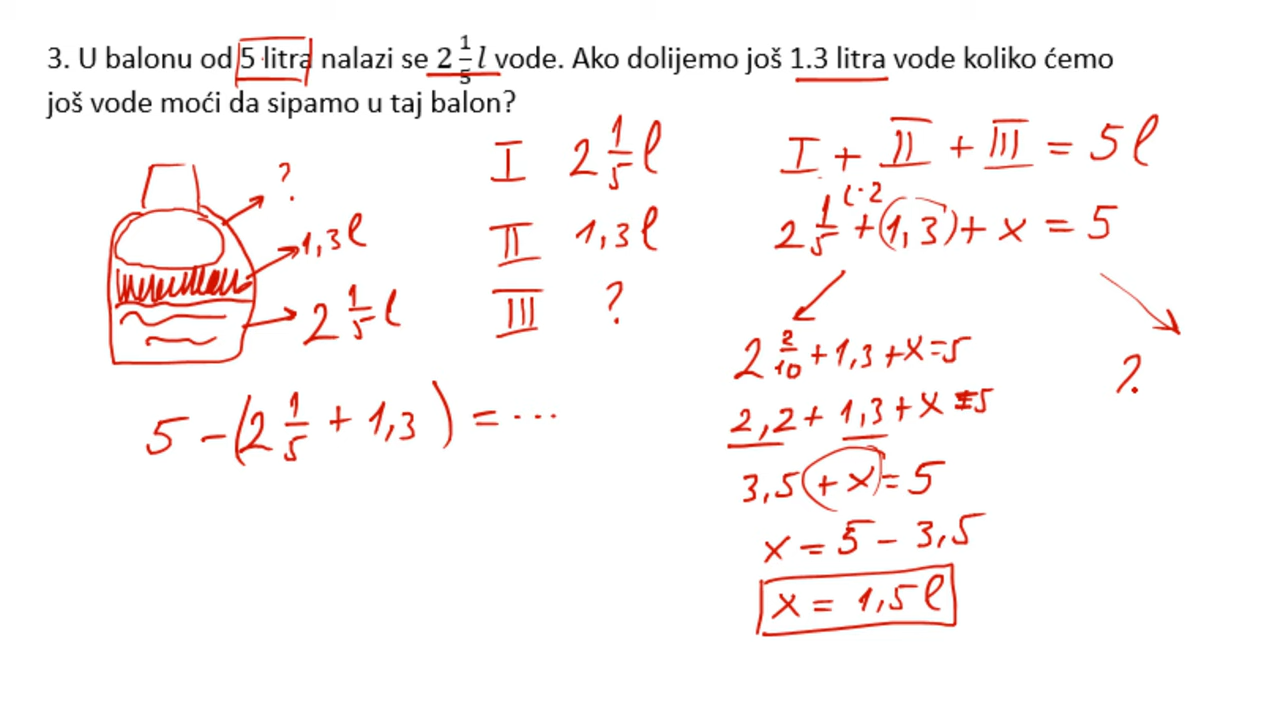 3. U balonu od 5 litra nalazi se 2 1/5 l vode. Ako dolijemo još 1.3 litra vode koliko ćemo
još vode moći da sipamo u taj balon?
?
1,3 l
2 1/5 l
I 2 1/5 l
II 1,3 l
III ?
5 - (2 1/5 + 1,3) = ...
I + II + III = 5 l
2 1/5 (·2 + (1,3) + x = 5
2 2/10 + 1,3 + x = 5
2,2 + 1,3 + x = 5
3,5 + x = 5
x = 5 - 3,5
x = 1,5 l
?